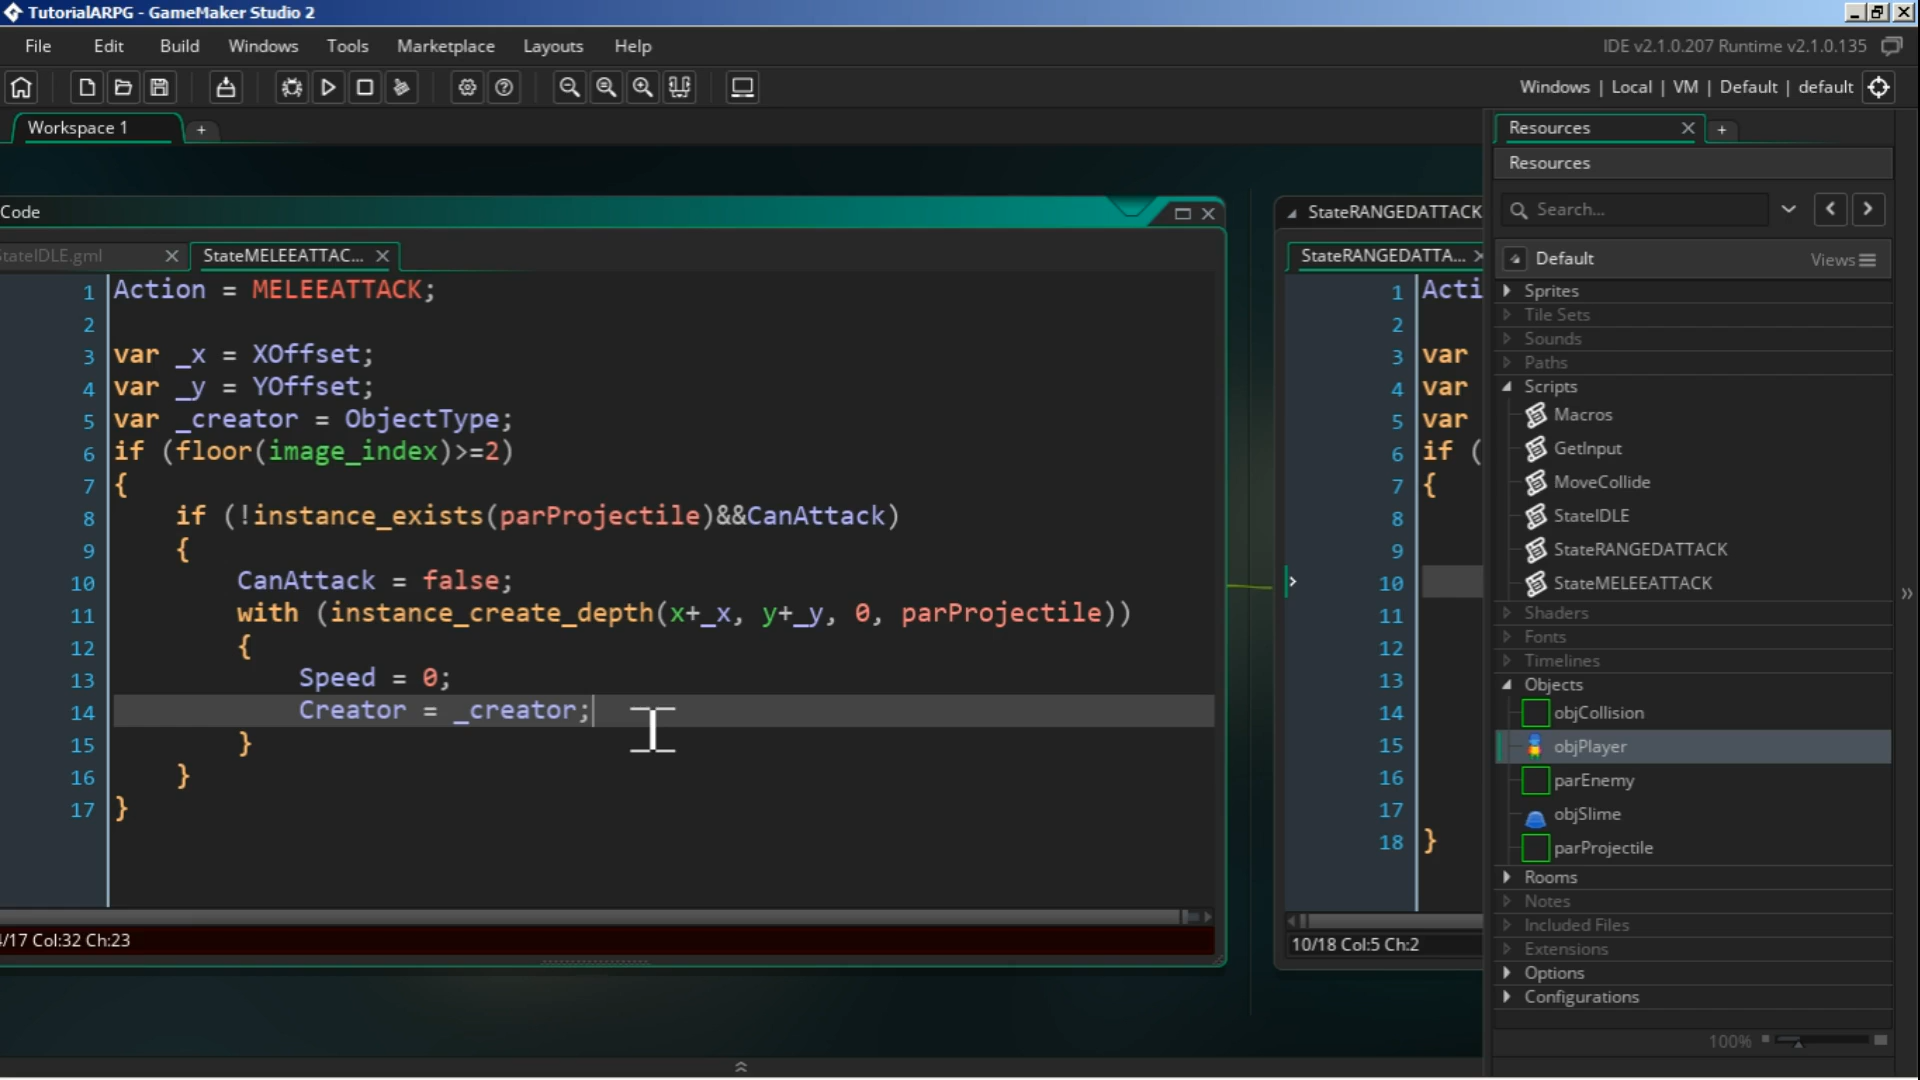 TutorialARPG - GameMaker Studio 2
File Edit Build Windows Tools Marketplace Layouts Help
IDE v2.1.0.207 Runtime v2.1.0.135
Windows | Local | VM | Default | default
Workspace 1 +
Code
StateIDLE.gml
StateMELEEATTAC...
1 Action = MELEEATTACK;
2
3 var _x = XOffset;
4 var _y = YOffset;
5 var _creator = ObjectType;
6 if (floor(image_index)>=2)
7 {
8 if (!instance_exists(parProjectile)&&CanAttack)
9 {
10 CanAttack = false;
11 with (instance_create_depth(x+_x, y+_y, 0, parProjectile))
12 {
13 Speed = 0;
14 Creator = _creator;
15 }
16 }
17 }
/17 Col:32 Ch:23
StateRANGEDATTACK
StateRANGEDATTA...
1 Acti
2
3 var
4 var
5 var
6 if (
7 {
8
9
10
11
12
13
14
15
16
17
18 }
10/18 Col:5 Ch:2
Resources +
Resources
Search...
Default Views
Sprites
Tile Sets
Sounds
Paths
Scripts
Macros
GetInput
MoveCollide
StateIDLE
StateRANGEDATTACK
StateMELEEATTACK
Shaders
Fonts
Timelines
Objects
objCollision
objPlayer
parEnemy
objSlime
parProjectile
Rooms
Notes
Included Files
Extensions
Options
Configurations
100%